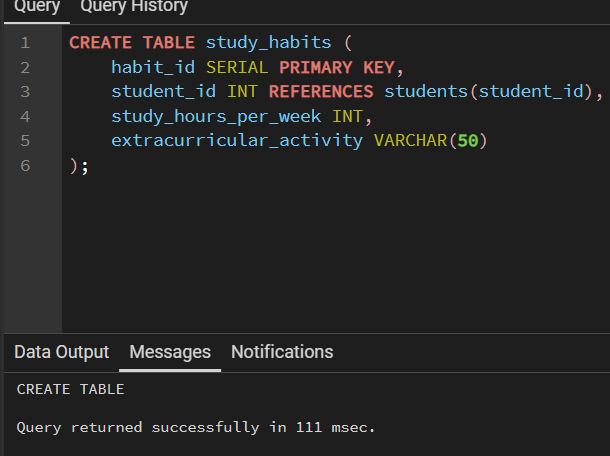 Query Query History
1 CREATE TABLE study_habits (
2 habit_id SERIAL PRIMARY KEY,
3 student_id INT REFERENCES students(student_id),
4 study_hours_per_week INT,
5 extracurricular_activity VARCHAR(50)
6 );
Data Output Messages Notifications
CREATE TABLE
Query returned successfully in 111 msec.